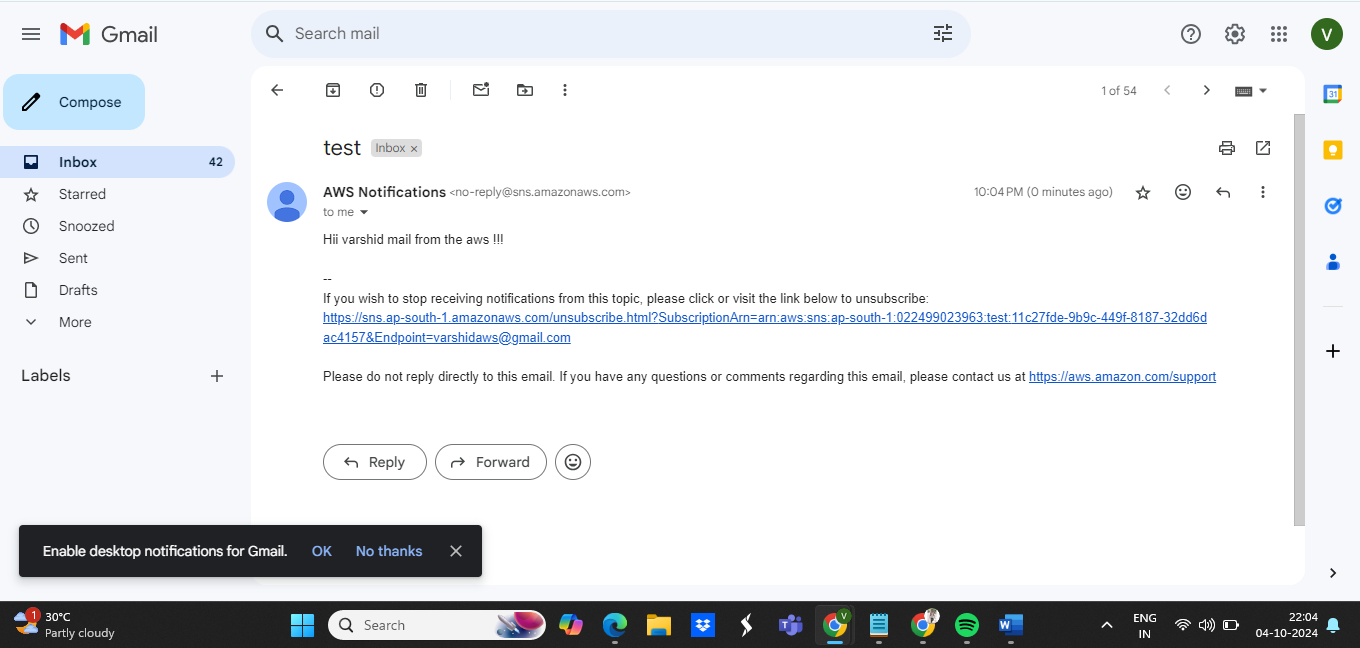 Gmail
Search mail
V
Compose
1 of 54
Inbox 42
Starred
Snoozed
Sent
Drafts
More
Labels
test Inbox ×
AWS Notifications <no-reply@sns.amazonaws.com> 10:04 PM (0 minutes ago)
to me
Hii varshid mail from the aws !!!
--
If you wish to stop receiving notifications from this topic, please click or visit the link below to unsubscribe:
https://sns.ap-south-1.amazonaws.com/unsubscribe.html?SubscriptionArn=arn:aws:sns:ap-south-1:022499023963:test:11c27fde-9b9c-449f-8187-32dd6d
ac4157&Endpoint=varshidaws@gmail.com
Please do not reply directly to this email. If you have any questions or comments regarding this email, please contact us at https://aws.amazon.com/support
Reply Forward
31
Enable desktop notifications for Gmail. OK No thanks
1
30°C
Partly cloudy
Search
T
V
W
ENG
IN
22:04
04-10-2024